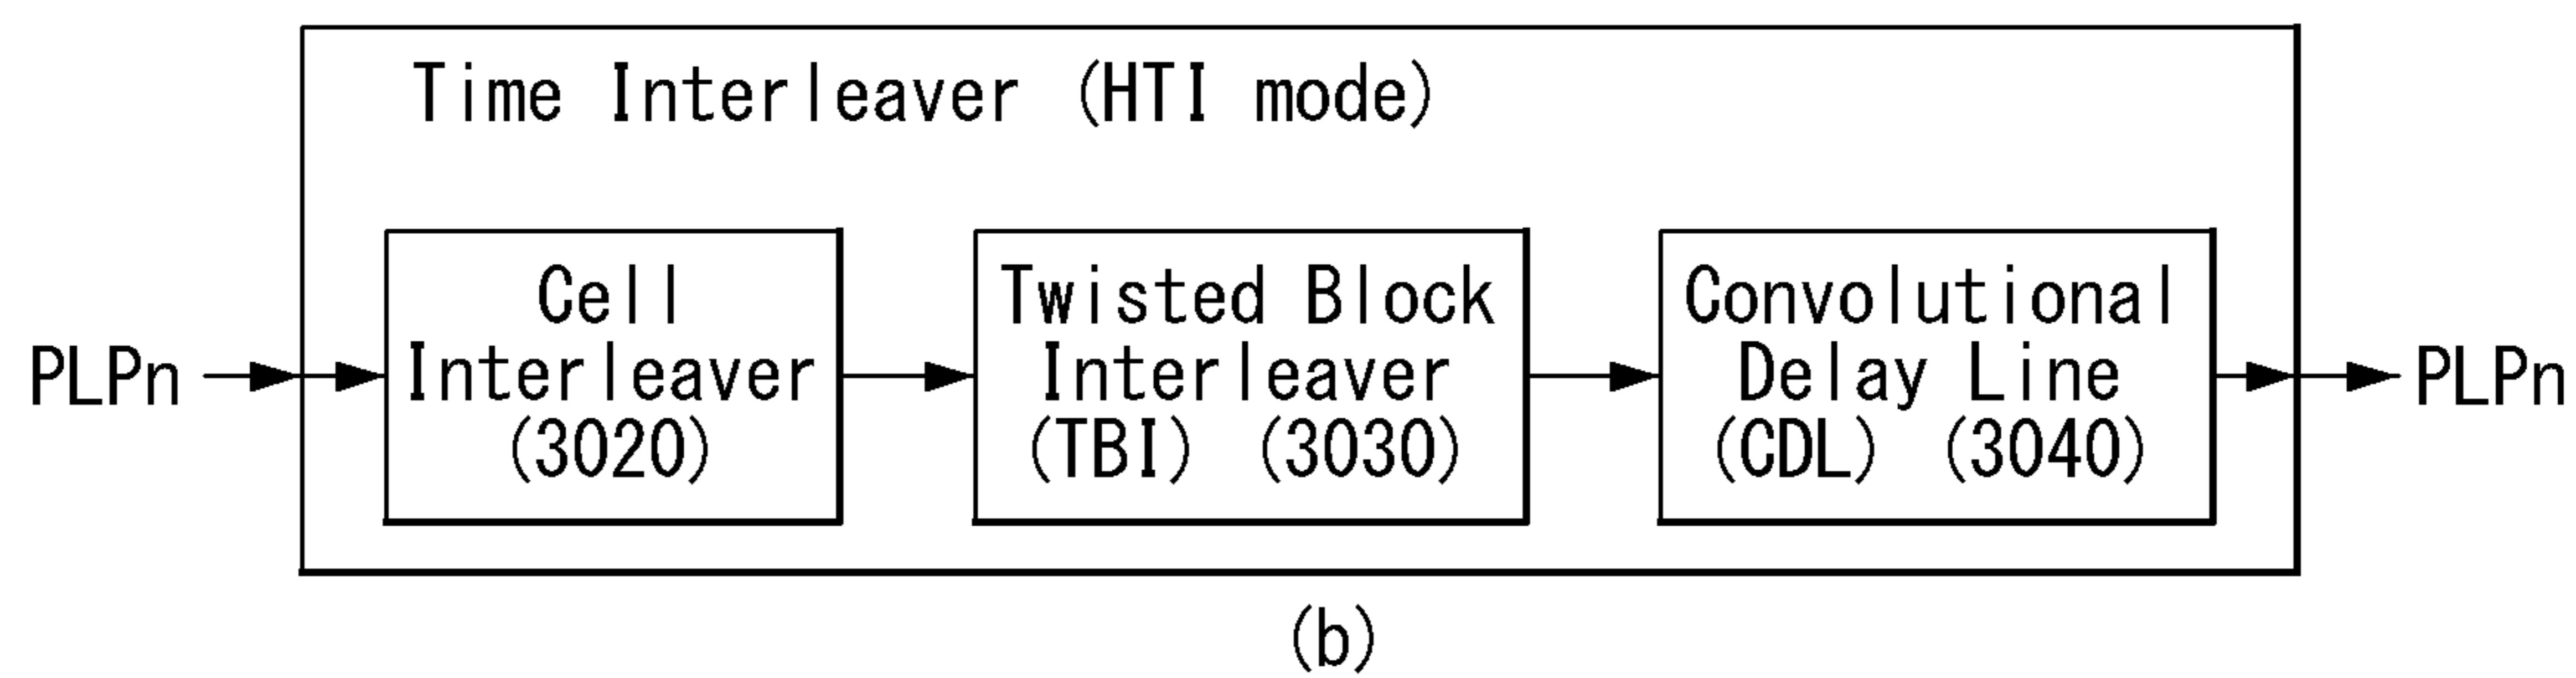 Time Interleaver (HTI mode)
PLPn
Cell
Interleaver
(3020)
Twisted Block
Interleaver
(TBI) (3030)
Convolutional
Delay Line
(CDL) (3040)
PLPn
(b)